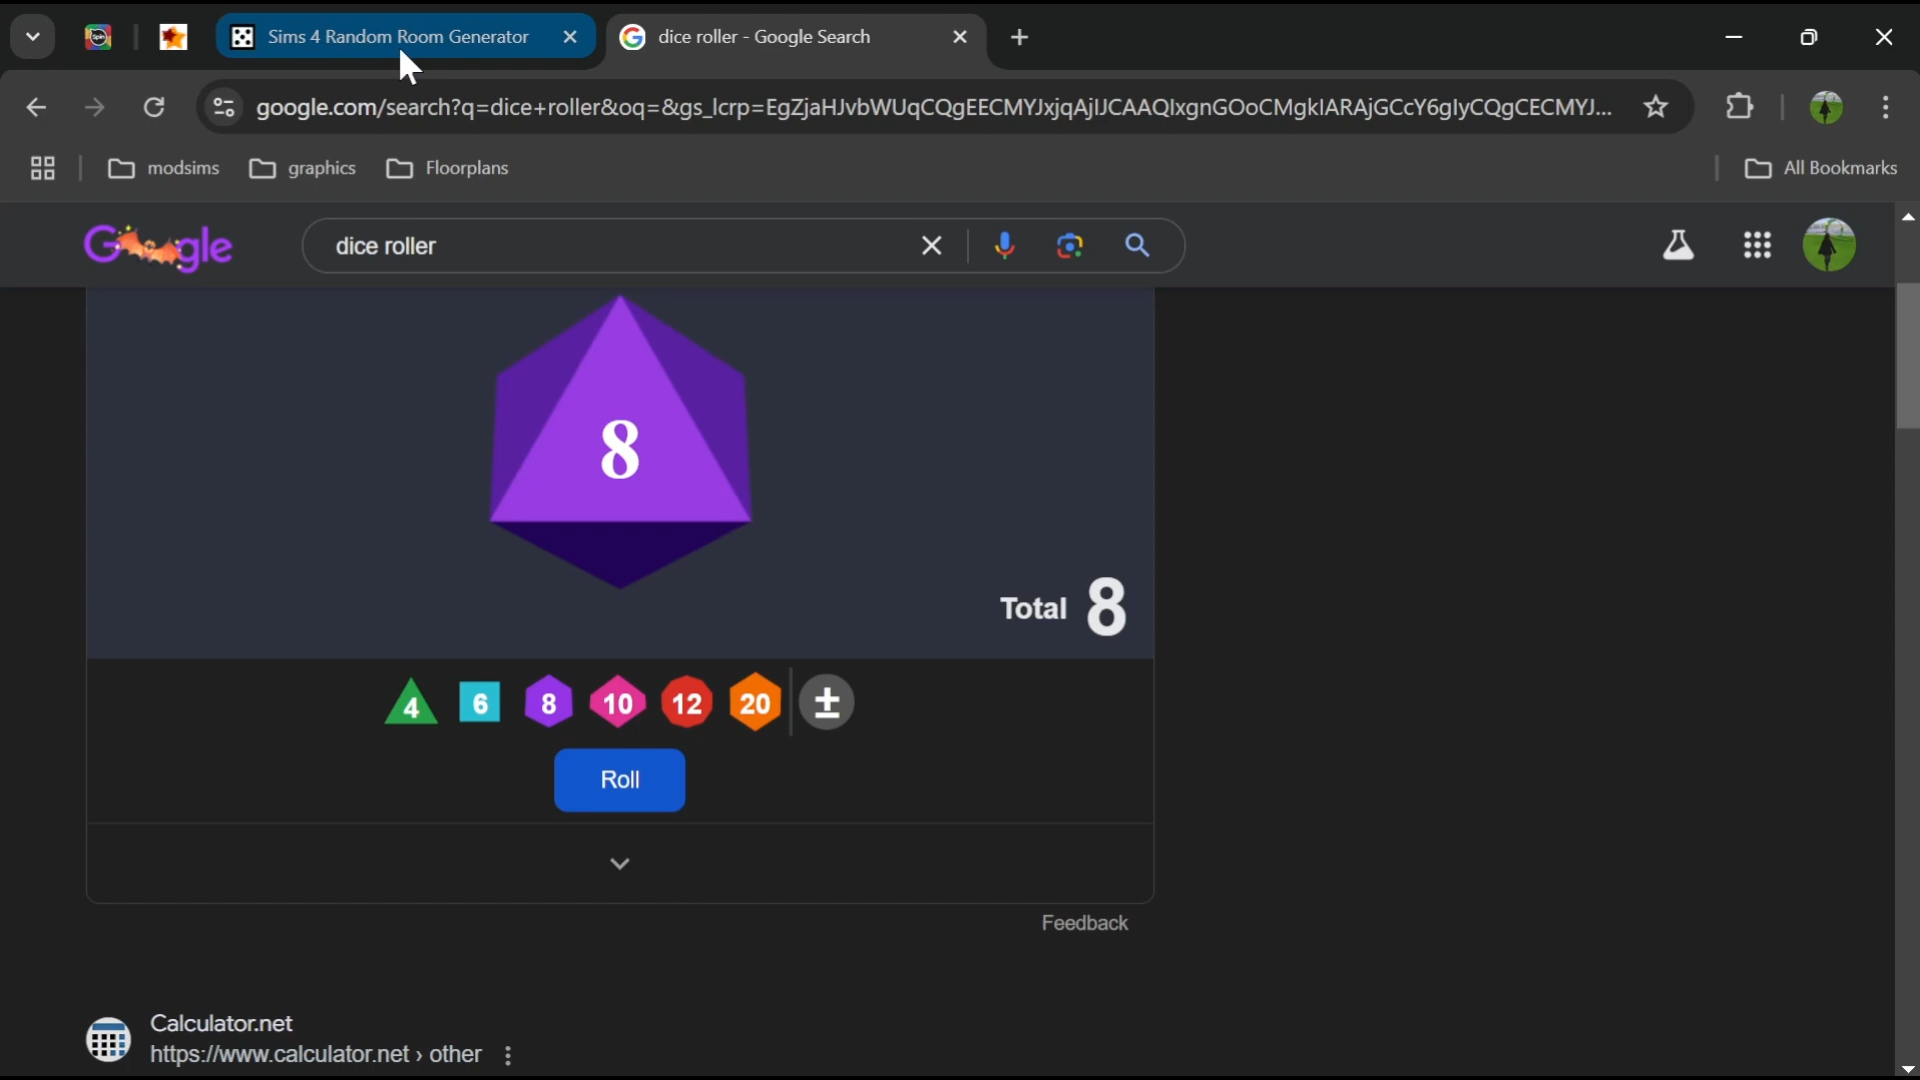 Sims 4 Random Room Generator
dice roller - Google Search
google.com/search?q=dice+roller&oq=&gs_lcrp=EgZjaHJvbWUqCQgEECMYJxjqAjIJCAAQIxgnGOoCMgkIARAjGCcY6gIyCQgCECMYJ...
modsims
graphics
Floorplans
All Bookmarks
Google
dice roller
8
Total 8
4 6 8 10 12 20 ±
Roll
Feedback
Calculator.net
https://www.calculator.net › other